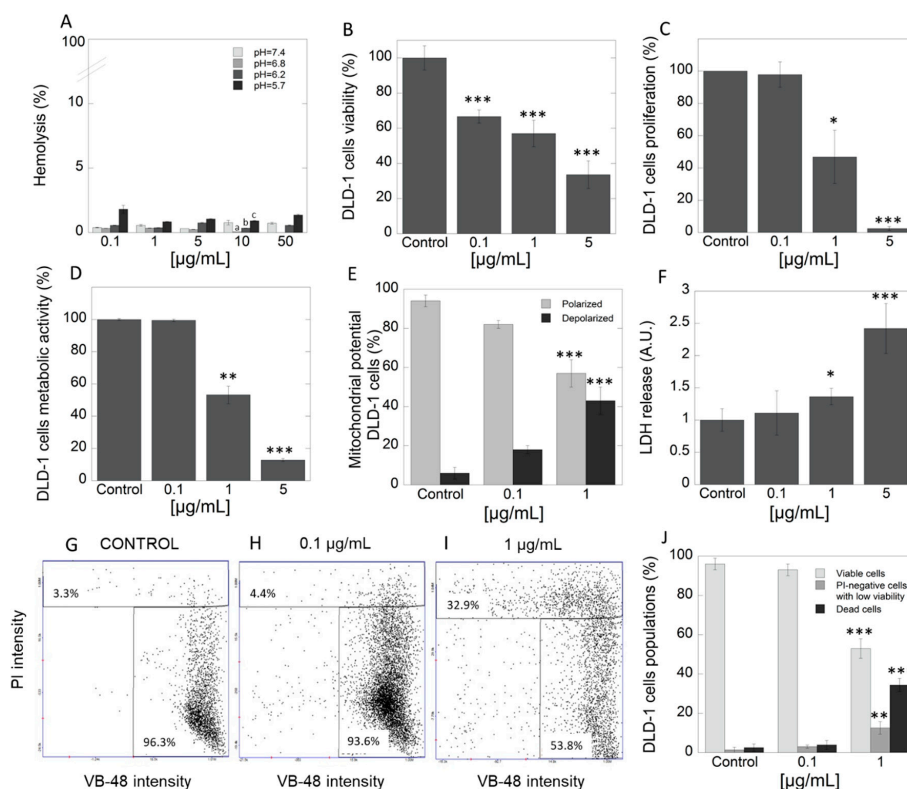 A
Hemolysis (%)
100
10
5
0
pH=7.4
pH=6.8
pH=6.2
pH=5.7
a b c
0.1 1 5 10 50
[µg/mL]
B
DLD-1 cells viability (%)
100
80
60
40
20
0
*** *** ***
Control 0.1 1 5
[µg/mL]
C
DLD-1 cells proliferation (%)
100
80
60
40
20
0
* ***
Control 0.1 1 5
[µg/mL]
D
DLD-1 cells metabolic activity (%)
100
80
60
40
20
0
** ***
Control 0.1 1 5
[µg/mL]
E
Mitochondrial potential
DLD-1 cells (%)
100
80
60
40
20
0
Polarized
Depolarized
***
***
Control 0.1 1
[µg/mL]
F
LDH release (A.U.)
3
2.5
2
1.5
1
0.5
0
* ***
Control 0.1 1 5
[µg/mL]
G CONTROL
PI intensity
3.3%
96.3%
VB-48 intensity
H 0.1 µg/mL
4.4%
93.6%
VB-48 intensity
I 1 µg/mL
32.9%
53.8%
VB-48 intensity
J
DLD-1 cells populations (%)
100
80
60
40
20
0
Viable cells
PI-negative cells
with low viability
Dead cells
*** ** **
Control 0.1 1
[µg/mL]